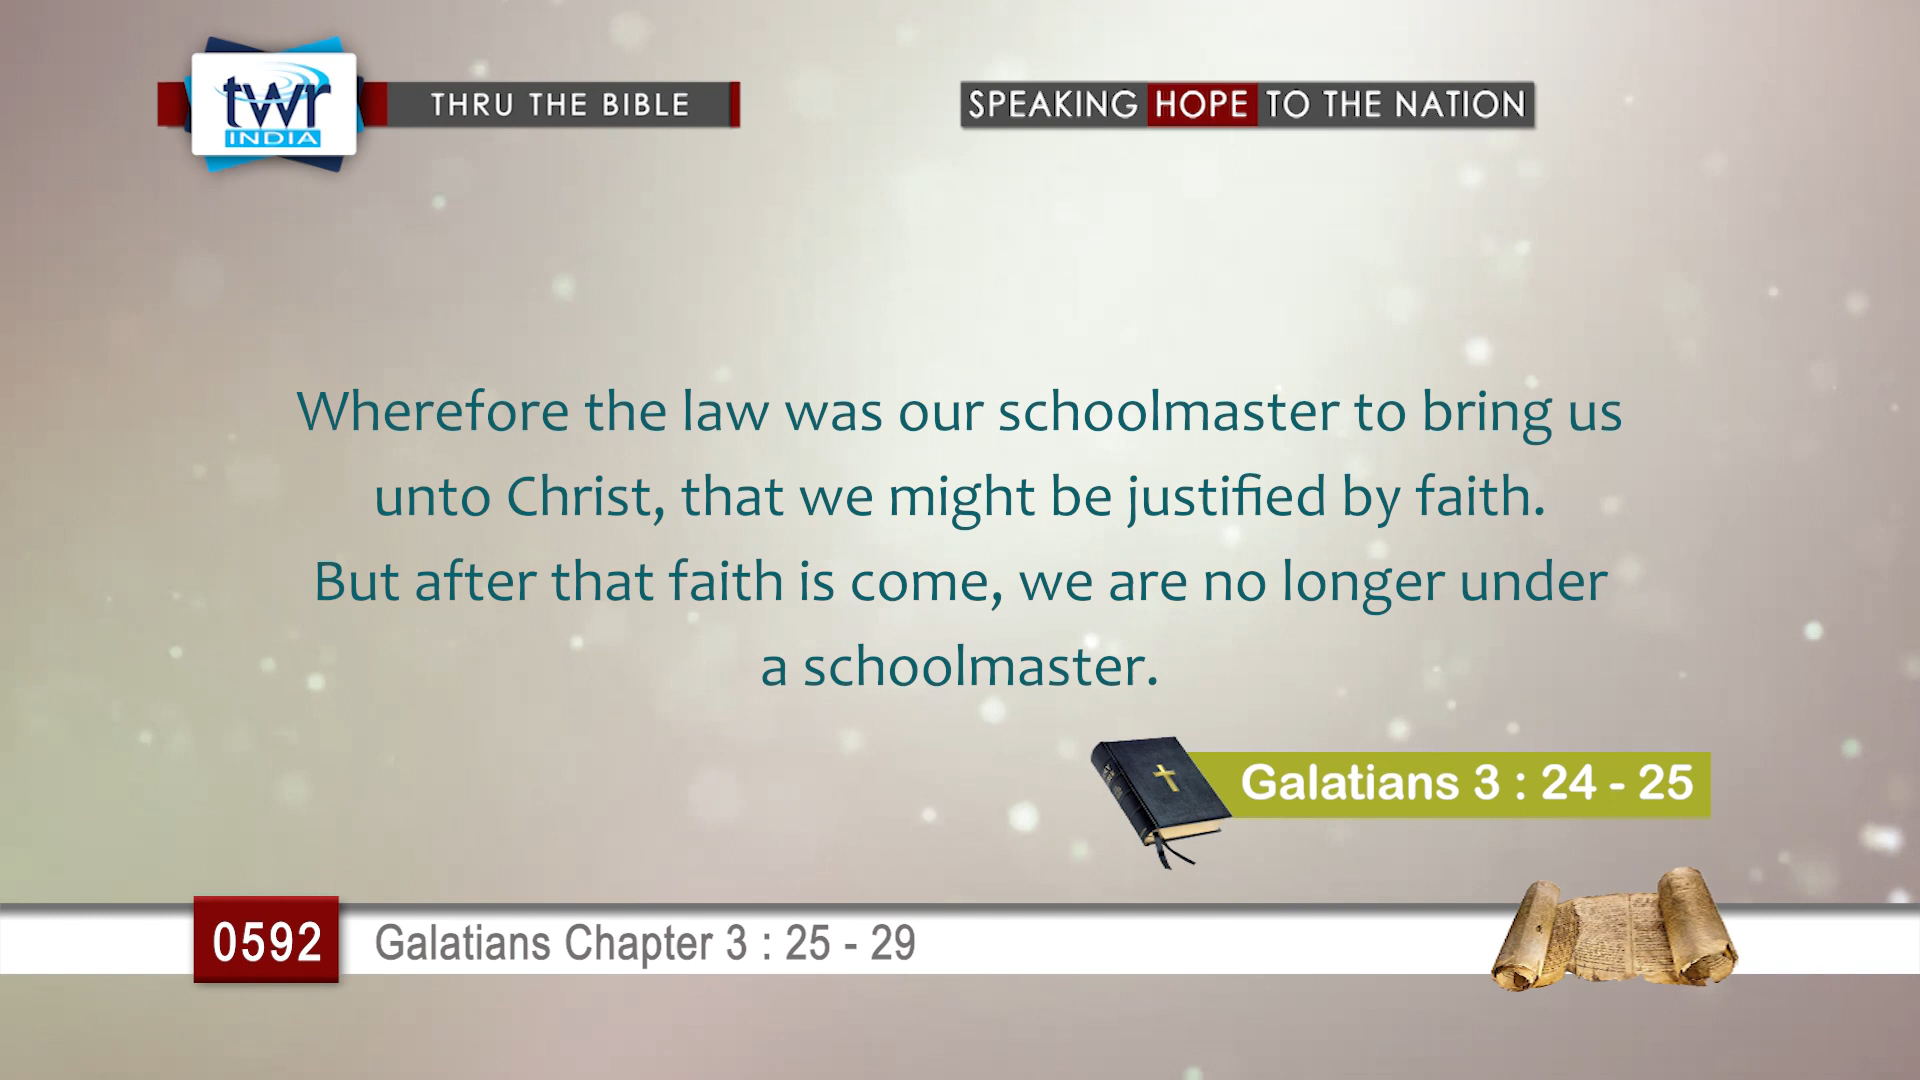 twr
INDIA
THRU THE BIBLE
SPEAKING HOPE TO THE NATION
Wherefore the law was our schoolmaster to bring us
unto Christ, that we might be justified by faith.
But after that faith is come, we are no longer under
a schoolmaster.
Galatians 3 : 24 - 25
0592
Galatians Chapter 3 : 25 - 29